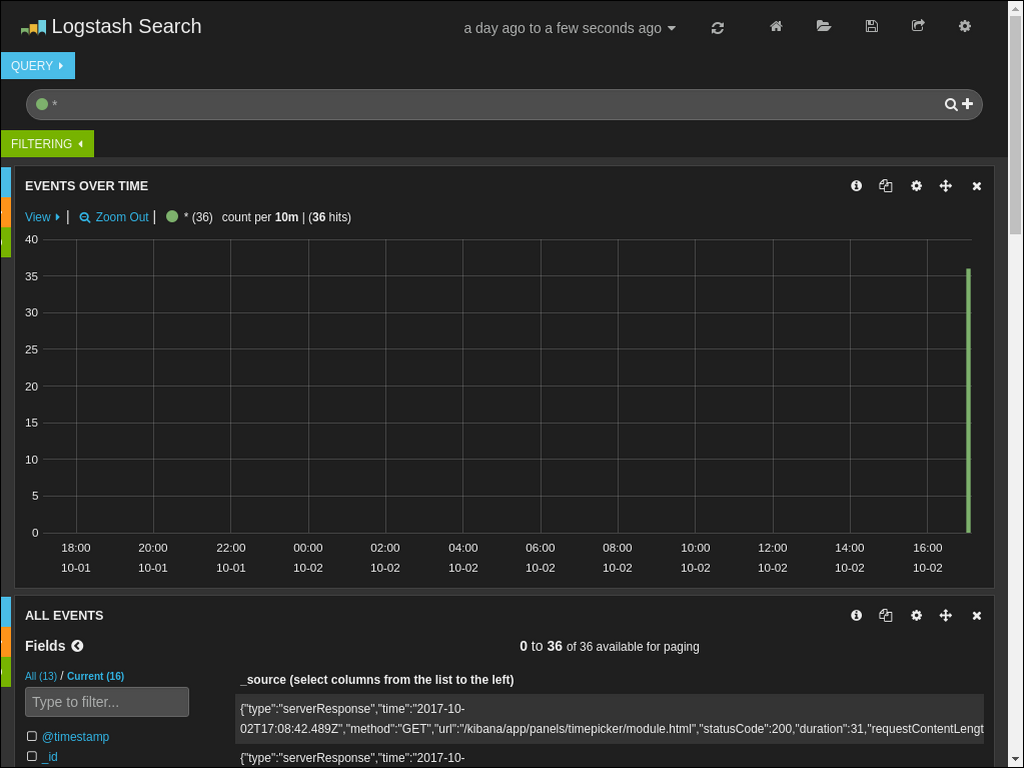 Logstash Search
a day ago to a few seconds ago
QUERY
*
FILTERING
EVENTS OVER TIME
View | Zoom Out | * (36) count per 10m | (36 hits)
40
35
30
25
20
15
10
5
0
18:00 20:00 22:00 00:00 02:00 04:00 06:00 08:00 10:00 12:00 14:00 16:00
10-01 10-01 10-01 10-02 10-02 10-02 10-02 10-02 10-02 10-02 10-02 10-02
ALL EVENTS
Fields
0 to 36 of 36 available for paging
All (13) / Current (16)
Type to filter...
@timestamp
_id
_source (select columns from the list to the left)
{"type":"serverResponse","time":"2017-10-
02T17:08:42.489Z","method":"GET","url":"/kibana/app/panels/timepicker/module.html","statusCode":200,"duration":31,"requestContentLengt
{"type":"serverResponse","time":"2017-10-